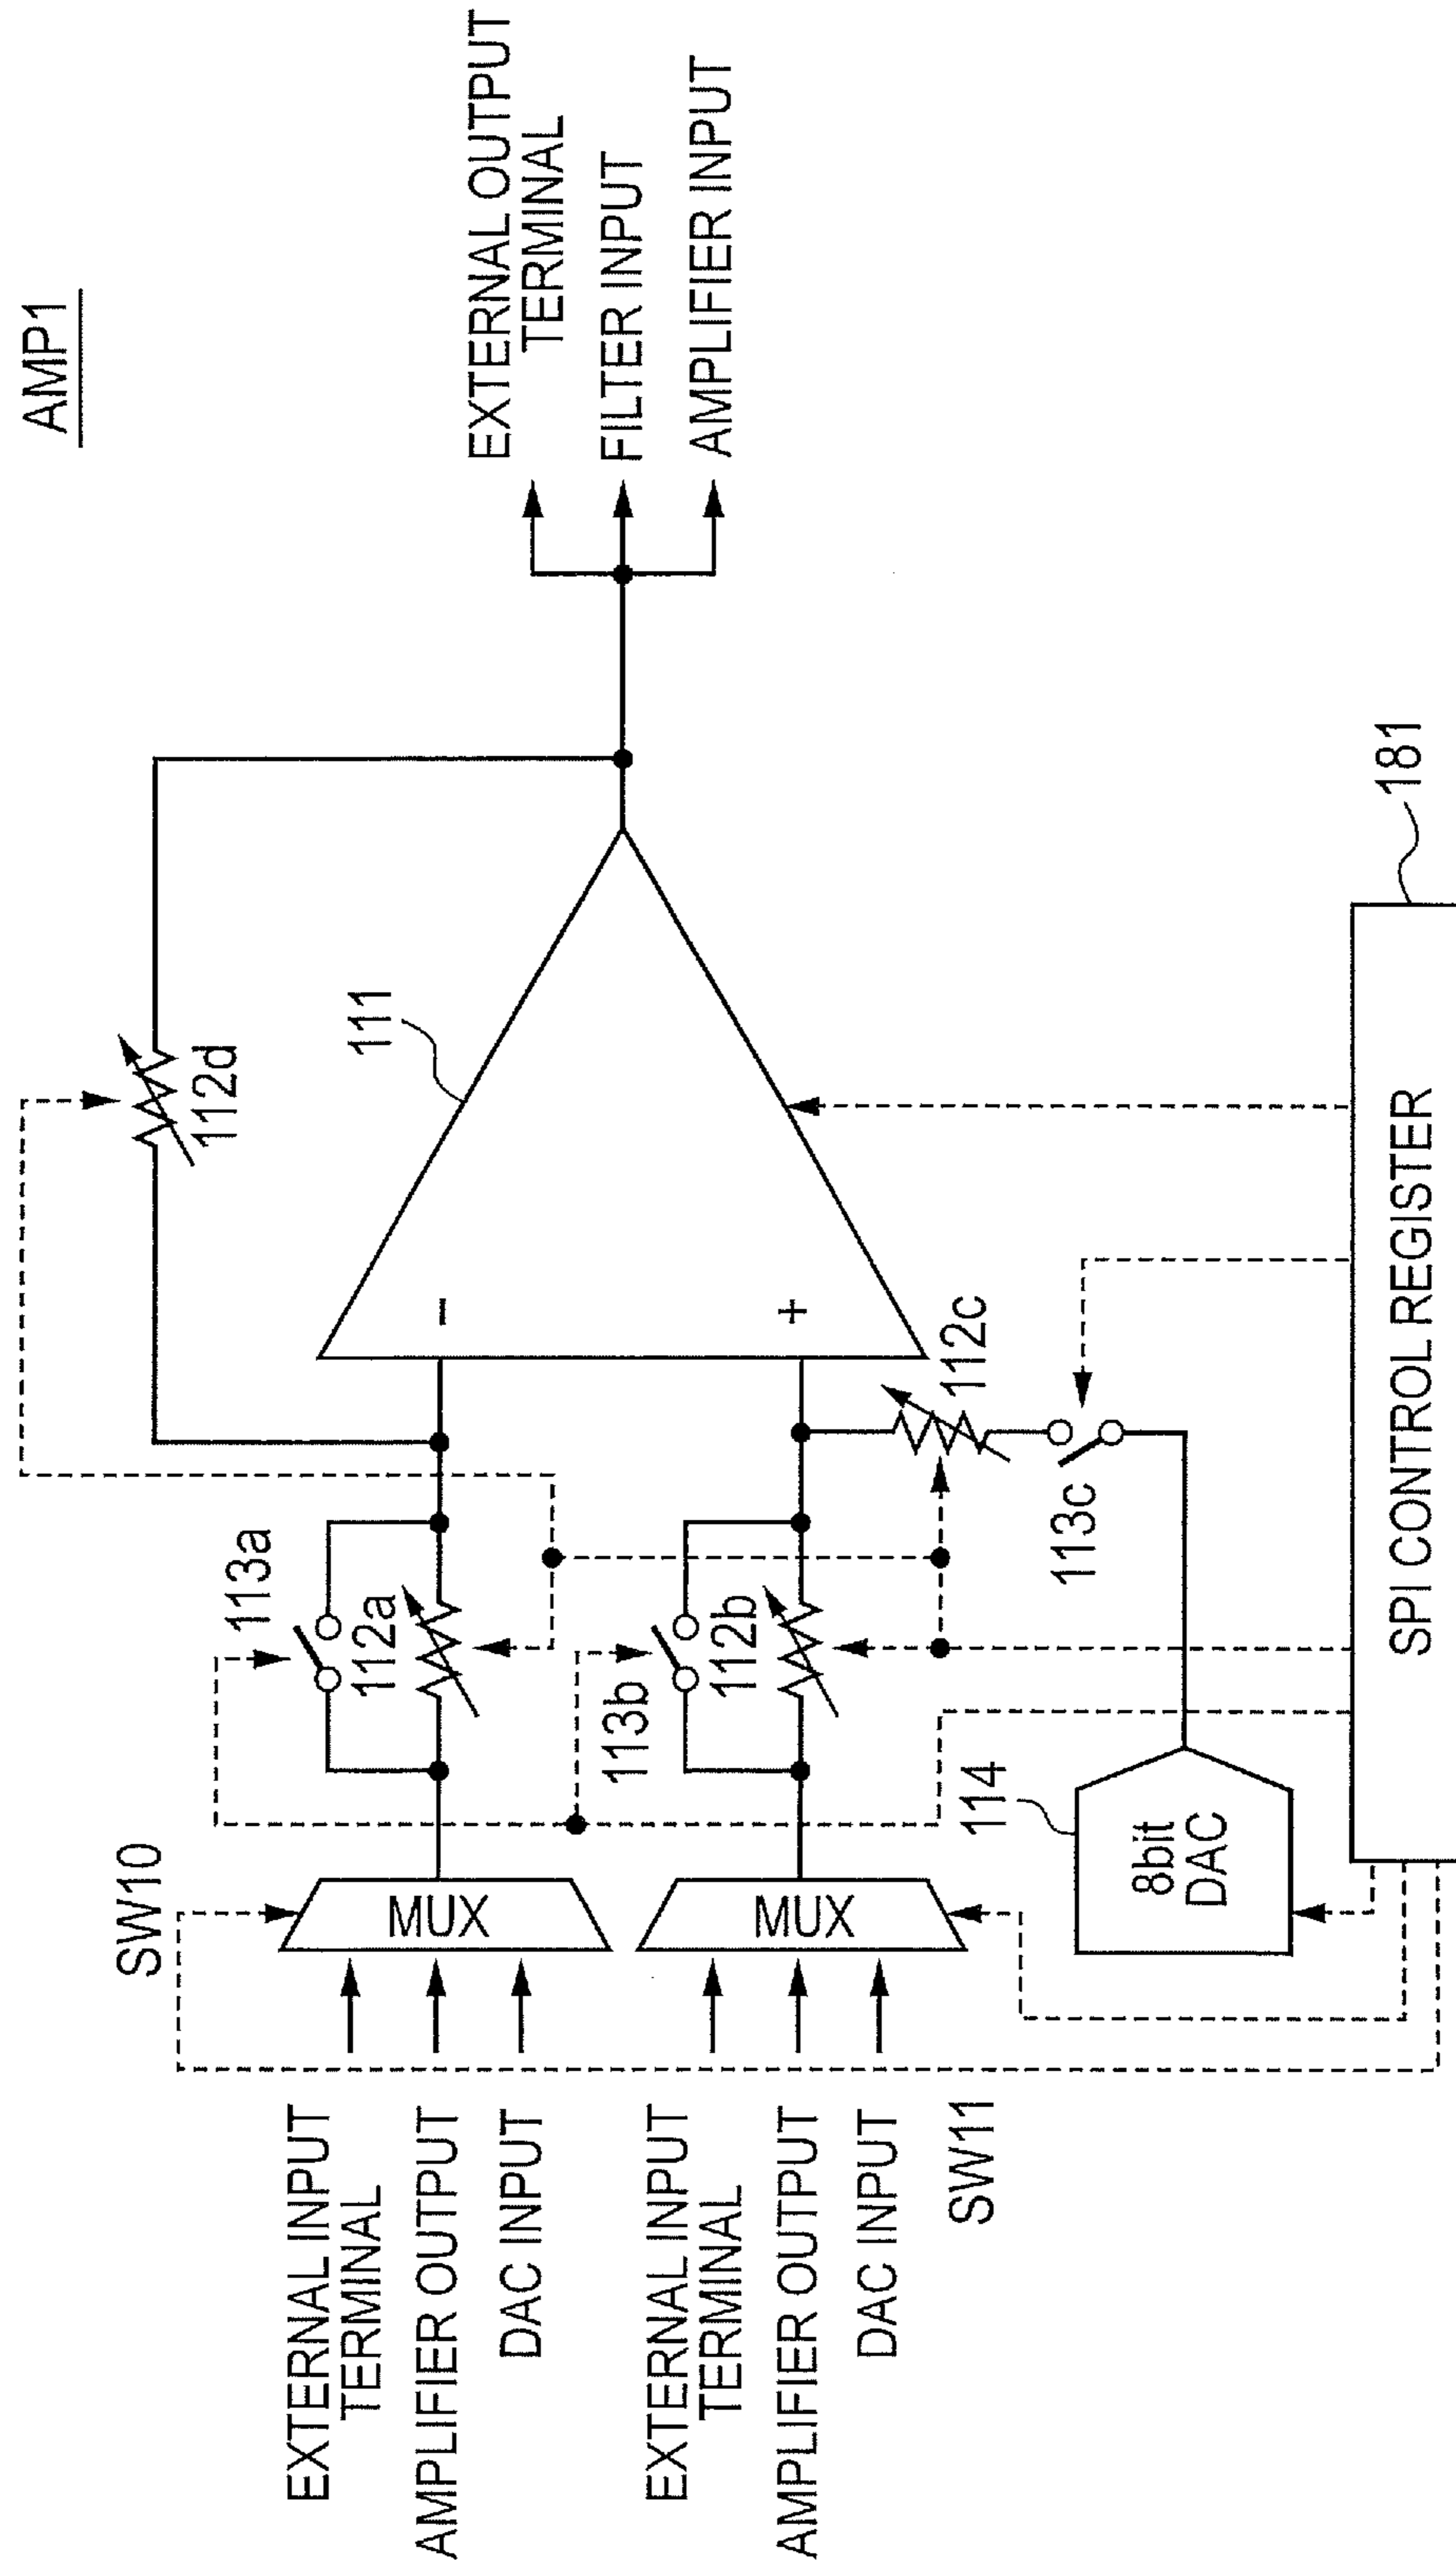 AMP1
EXTERNAL OUTPUT
TERMINAL
FILTER INPUT
AMPLIFIER INPUT
112d
111
113a
112a
SW10
MUX
EXTERNAL INPUT
TERMINAL
AMPLIFIER OUTPUT
DAC INPUT
−
+
113b
112b
MUX
EXTERNAL INPUT
TERMINAL
AMPLIFIER OUTPUT
DAC INPUT
SW11
112c
113c
114
8bit
DAC
181
SPI CONTROL REGISTER